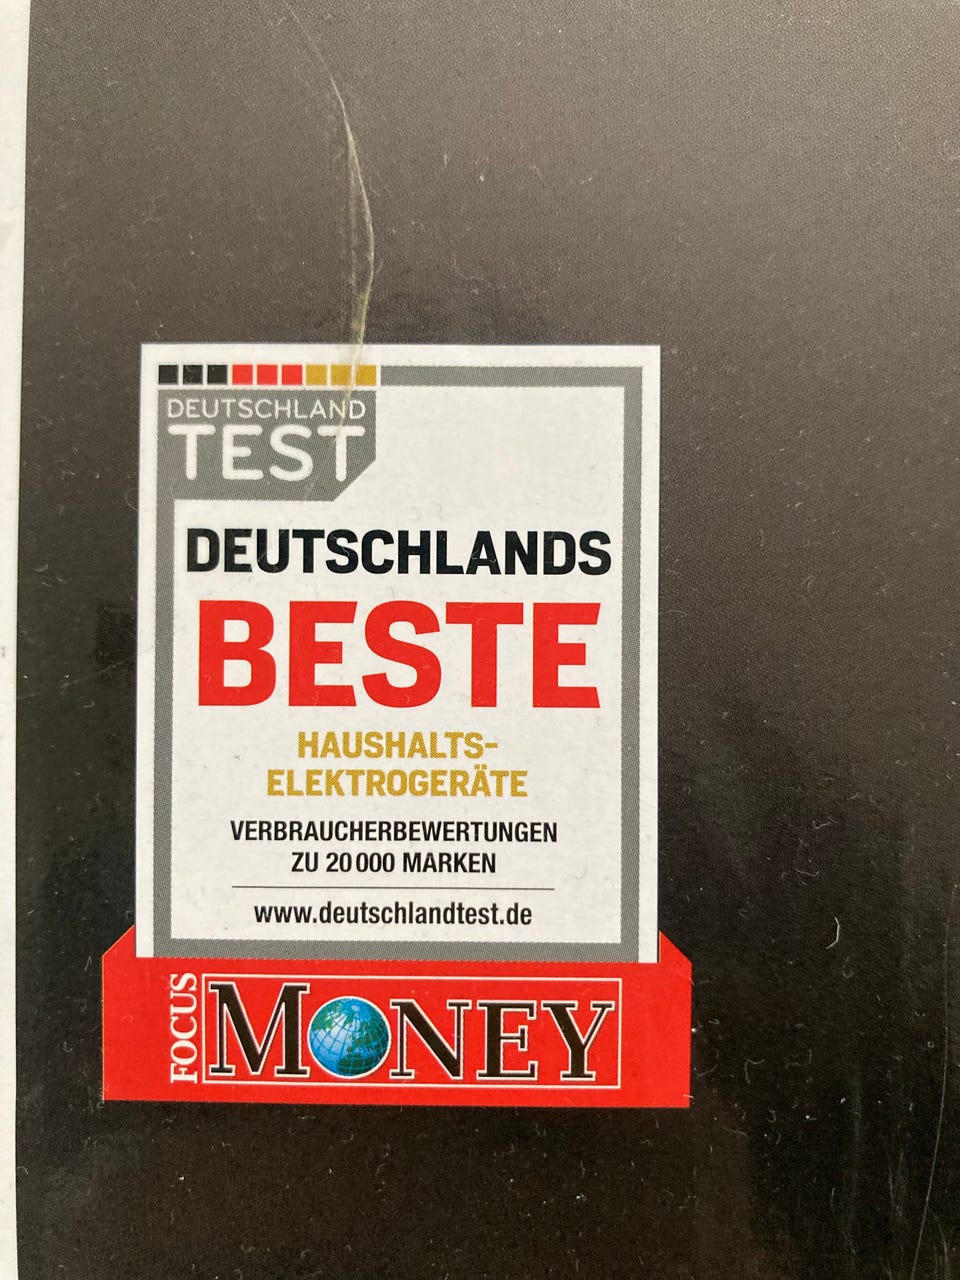 DEUTSCHLAND
TEST
DEUTSCHLANDS
BESTE
HAUSHALTS-
ELEKTROGERÄTE
VERBRAUCHERBEWERTUNGEN
ZU 20 000 MARKEN
www.deutschlandtest.de
FOCUS
MONEY